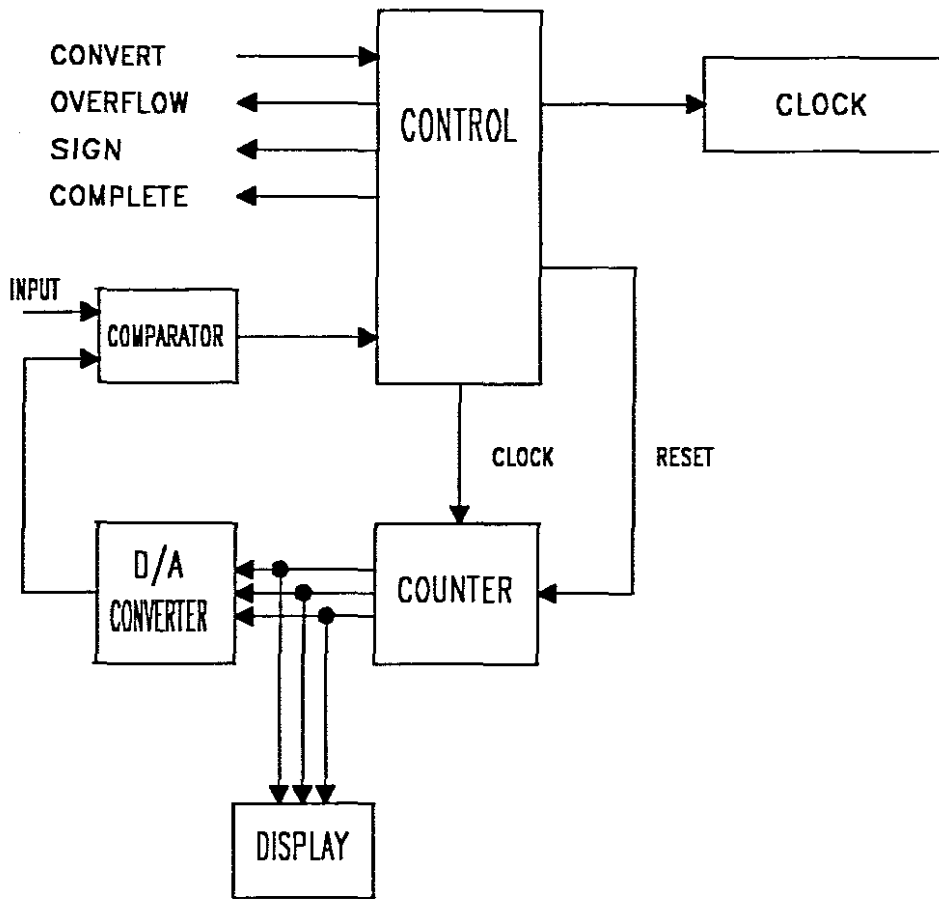 CONVERT
OVERFLOW
SIGN
COMPLETE
CONTROL
CLOCK
INPUT
COMPARATOR
CLOCK
RESET
D/A
CONVERTER
COUNTER
DISPLAY